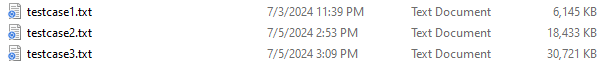 testcase1.txt 7/3/2024 11:39 PM Text Document 6,145 KB
testcase2.txt 7/5/2024 2:53 PM Text Document 18,433 KB
testcase3.txt 7/5/2024 3:09 PM Text Document 30,721 KB